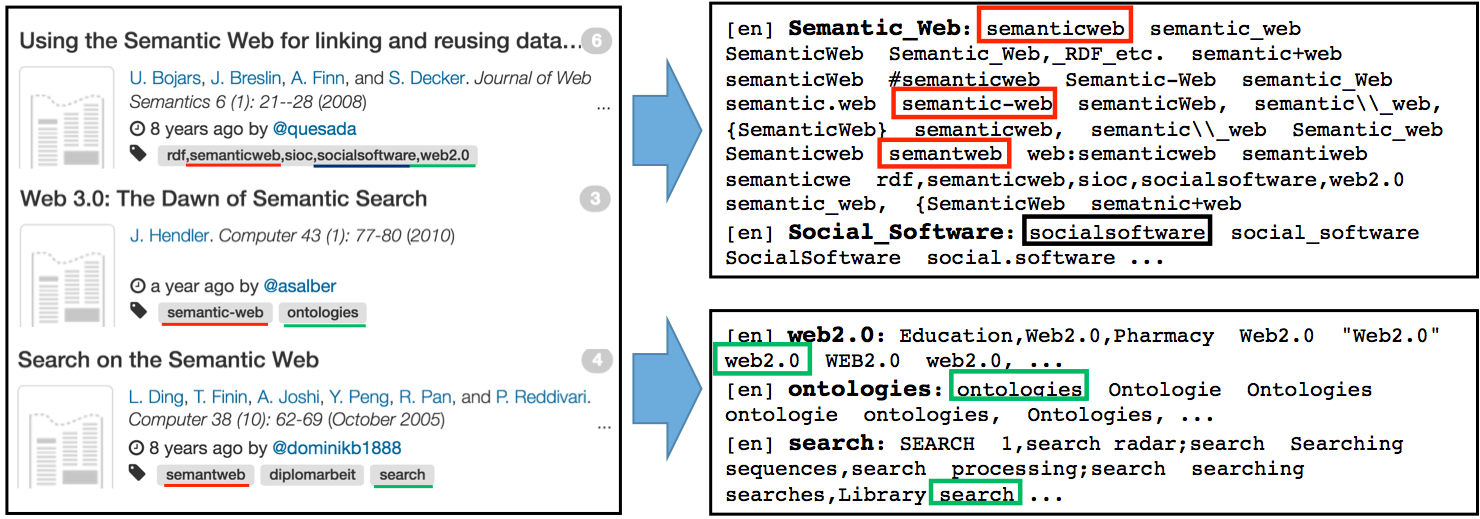 Using the Semantic Web for linking and reusing data... 6
U. Bojars, J. Breslin, A. Finn, and S. Decker. Journal of Web
Semantics 6 (1): 21--28 (2008)
...
8 years ago by @quesada
rdf,semanticweb,sioc,socialsoftware,web2.0
Web 3.0: The Dawn of Semantic Search 3
J. Hendler. Computer 43 (1): 77-80 (2010)
a year ago by @asalber
semantic-web ontologies
Search on the Semantic Web 4
L. Ding, T. Finin, A. Joshi, Y. Peng, R. Pan, and P. Reddivari.
Computer 38 (10): 62-69 (October 2005)
...
8 years ago by @dominikb1888
semantweb diplomarbeit search
[en] Semantic_Web: semanticweb semantic_web
SemanticWeb Semantic_Web,_RDF_etc. semantic+web
semanticWeb #semanticweb Semantic-Web semantic_Web
semantic.web semantic-web semanticWeb, semantic\\_web,
{SemanticWeb} semanticweb, semantic\\_web Semantic_web
Semanticweb semantweb web:semanticweb semantiweb
semanticwe rdf,semanticweb,sioc,socialsoftware,web2.0
semantic_web, {SemanticWeb sematnic+web
[en] Social_Software: socialsoftware social_software
SocialSoftware social.software ...
[en] web2.0: Education,Web2.0,Pharmacy Web2.0 "Web2.0"
web2.0 WEB2.0 web2.0, ...
[en] ontologies: ontologies Ontologie Ontologies
ontologie ontologies, Ontologies, ...
[en] search: SEARCH 1,search radar;search Searching
sequences,search processing;search searching
searches,Library search ...